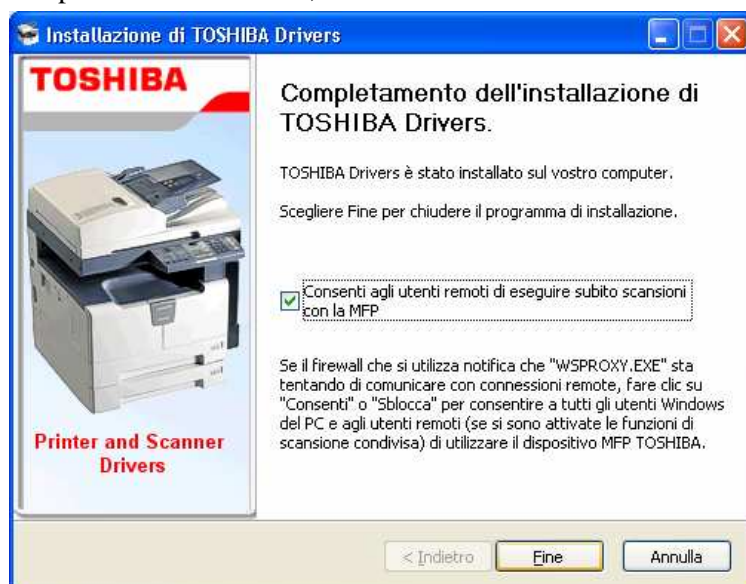 Installazione di TOSHIBA Drivers
TOSHIBA
Completamento dell'installazione di
TOSHIBA Drivers.
TOSHIBA Drivers è stato installato sul vostro computer.
Scegliere Fine per chiudere il programma di installazione.
Consenti agli utenti remoti di eseguire subito scansioni
con la MFP
Se il firewall che si utilizza notifica che "WSPROXY.EXE" sta
tentando di comunicare con connessioni remote, fare clic su
"Consenti" o "Sblocca" per consentire a tutti gli utenti Windows
del PC e agli utenti remoti (se si sono attivate le funzioni di
scansione condivisa) di utilizzare il dispositivo MFP TOSHIBA.
Printer and Scanner
Drivers
< Indietro
Fine
Annulla